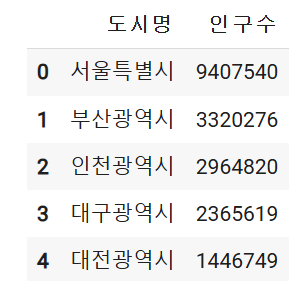 도시명 인구수
0 서울특별시 9407540
1 부산광역시 3320276
2 인천광역시 2964820
3 대구광역시 2365619
4 대전광역시 1446749